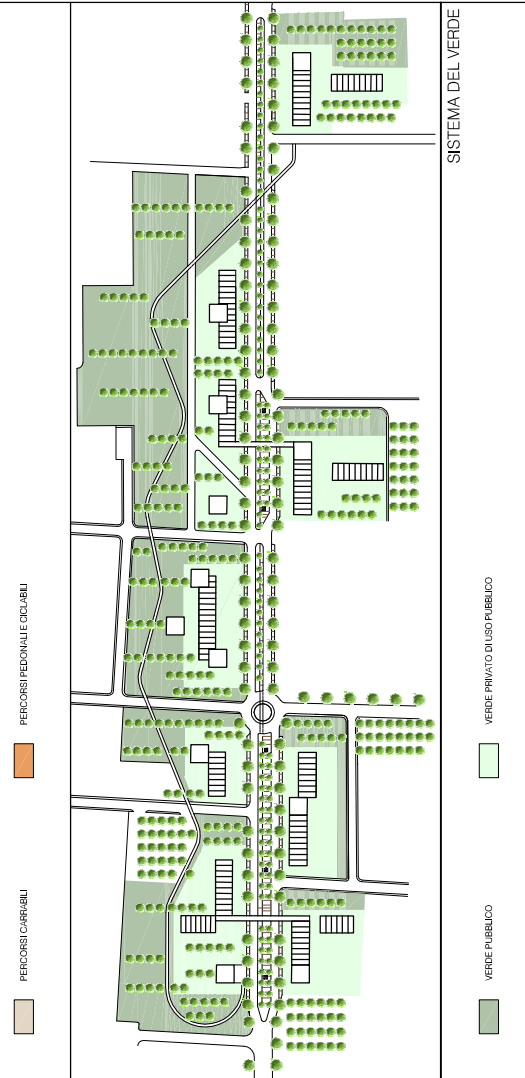 SISTEMA DEL VERDE
PERCORSI CARRABILI
PERCORSI PEDONALI E CICLABILI
VERDE PUBBLICO
VERDE PRIVATO DI USO PUBBLICO